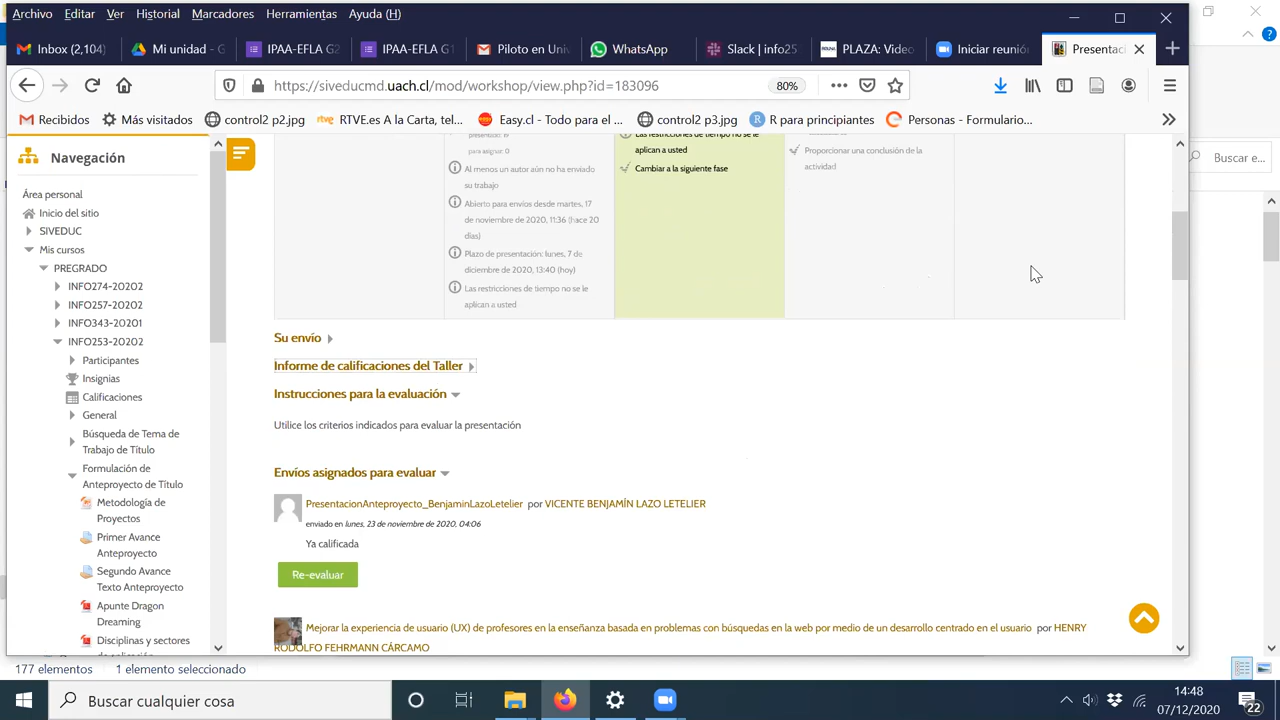 Archivo Editar Ver Historial Marcadores Herramientas Ayuda (H)
Inbox (2,104) Mi unidad - G IPAA-EFLA G2 IPAA-EFLA G1 Piloto en Uni WhatsApp Slack | info25 PLAZA: Video Iniciar reunió Presentaci
https://siveducmd.uach.cl/mod/workshop/view.php?id=183096 80%
Recibidos Más visitados control2 p2.jpg RTVE.es A la Carta, tel... Easy.cl - Todo para el ... control2 p3.jpg R para principiantes Personas - Formulario...
Navegación
Área personal
Inicio del sitio
SIVEDUC
Mis cursos
PREGRADO
INFO274-20202
INFO257-20202
INFO343-20201
INFO253-20202
Participantes
Insignias
Calificaciones
General
Búsqueda de Tema de
Trabajo de Título
Formulación de
Anteproyecto de Título
Metodología de
Proyectos
Primer Avance
Anteproyecto
Segundo Avance
Texto Anteproyecto
Apunte Dragon
Dreaming
Disciplinas y sectores
para asignar: 0
Al menos un autor aún no ha enviado
su trabajo
Abierto para envíos desde martes, 17
de noviembre de 2020, 11:36 (hace 20
días)
Plazo de presentación: lunes, 7 de
diciembre de 2020, 13:40 (hoy)
Las restricciones de tiempo no se le
aplican a usted
Las restricciones de tiempo no se le
aplican a usted
Cambiar a la siguiente fase
Proporcionar una conclusión de la
actividad
Su envío
Informe de calificaciones del Taller
Instrucciones para la evaluación
Utilice los criterios indicados para evaluar la presentación
Envíos asignados para evaluar
PresentacionAnteproyecto_BenjaminLazoLetelier por VICENTE BENJAMÍN LAZO LETELIER
enviado en lunes, 23 de noviembre de 2020, 04:06
Ya calificada
Re-evaluar
Mejorar la experiencia de usuario (UX) de profesores en la enseñanza basada en problemas con búsquedas en la web por medio de un desarrollo centrado en el usuario por HENRY
RODOLFO FEHRMANN CÁRCAMO
Buscar e...
177 elementos 1 elemento seleccionado
Buscar cualquier cosa
14:48
07/12/2020
22